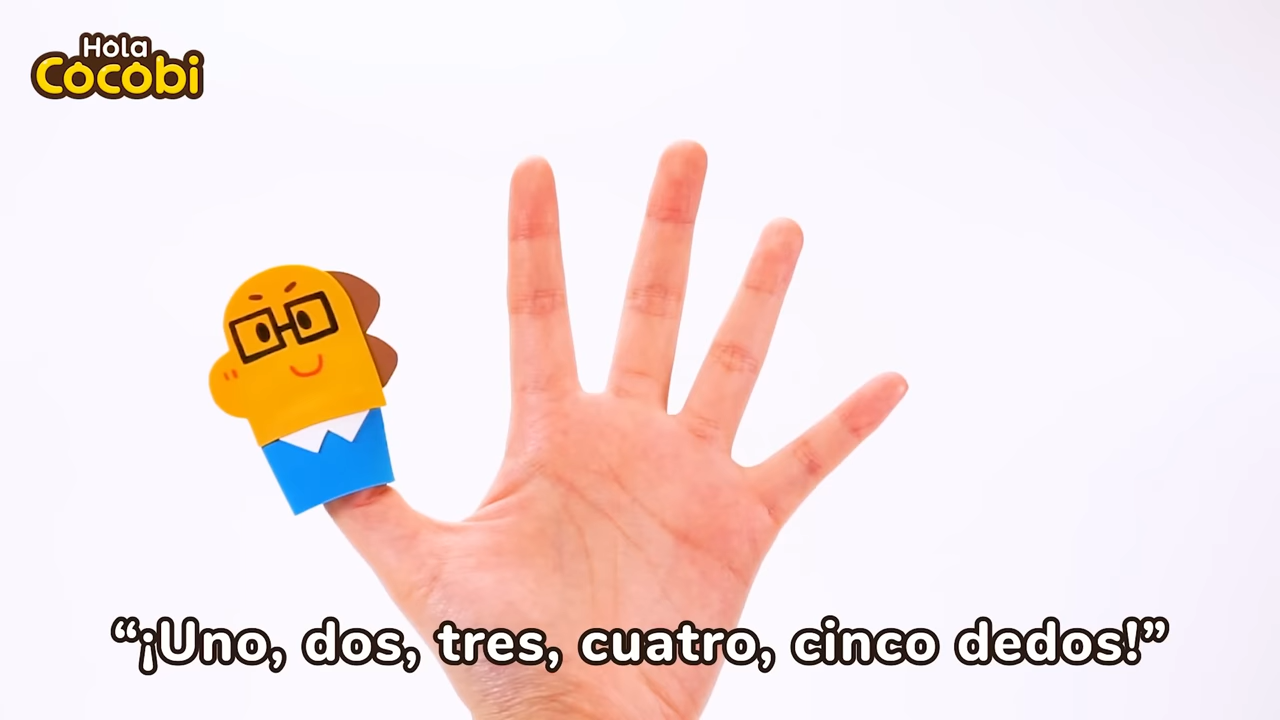 Hola
Cocobi
“¡Uno, dos, tres, cuatro, cinco dedos!”